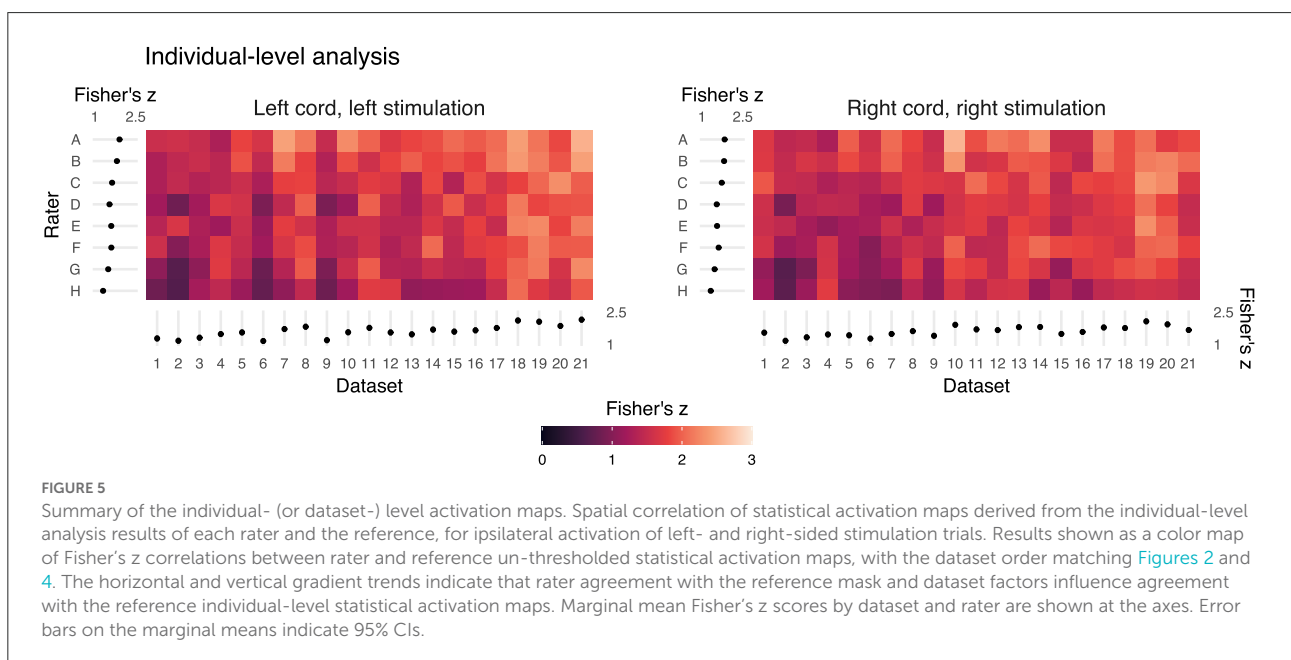 Individual-level analysis
Fisher's z
1 2.5
Left cord, left stimulation
Rater
A
B
C
D
E
F
G
H
1 2 3 4 5 6 7 8 9 10 11 12 13 14 15 16 17 18 19 20 21
Dataset
2.5
1
Fisher's z
1 2.5
Right cord, right stimulation
A
B
C
D
E
F
G
H
1 2 3 4 5 6 7 8 9 10 11 12 13 14 15 16 17 18 19 20 21
Dataset
2.5
1
Fisher's z
Fisher's z
0 1 2 3
FIGURE 5
Summary of the individual- (or dataset-) level activation maps. Spatial correlation of statistical activation maps derived from the individual-level
analysis results of each rater and the reference, for ipsilateral activation of left- and right-sided stimulation trials. Results shown as a color map
of Fisher's z correlations between rater and reference un-thresholded statistical activation maps, with the dataset order matching Figures 2 and
4. The horizontal and vertical gradient trends indicate that rater agreement with the reference mask and dataset factors influence agreement
with the reference individual-level statistical activation maps. Marginal mean Fisher's z scores by dataset and rater are shown at the axes. Error
bars on the marginal means indicate 95% CIs.